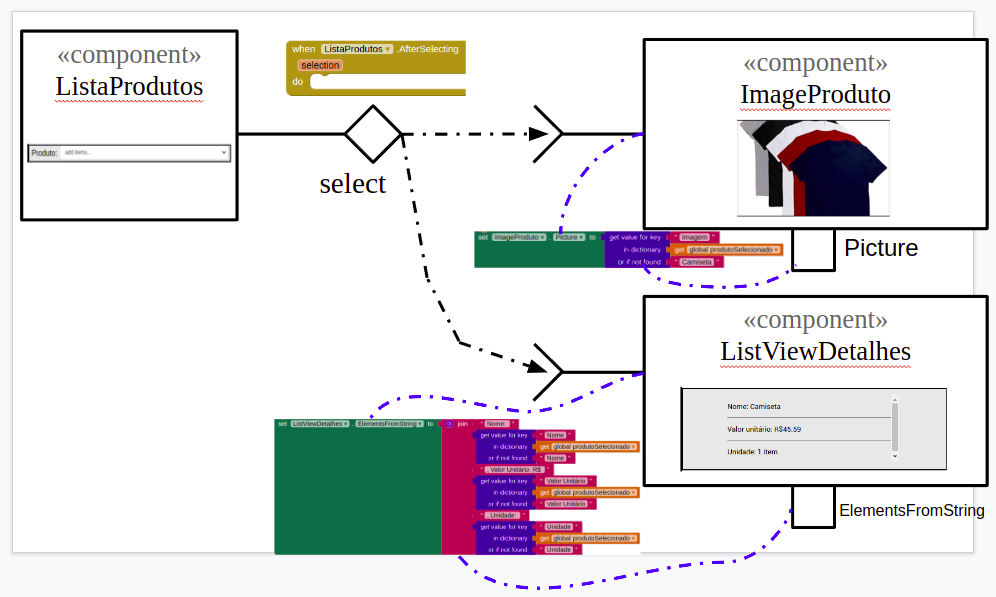 «component»
ListaProdutos
Produto: add items...
when ListaProdutos .AfterSelecting
selection
do
select
«component»
ImageProduto
Picture
set ImageProduto . Picture to get value for key " Imagem "
in dictionary get global produtoSelecionado
or if not found " Camiseta "
«component»
ListViewDetalhes
Nome: Camiseta
Valor unitário: R$45.59
Unidade: 1 item
ElementsFromString
set ListViewDetalhes . ElementsFromString to join " Nome: "
get value for key " Nome "
in dictionary get global produtoSelecionado
or if not found " Nome "
" , Valor Unitário: R$ "
get value for key " Valor Unitário "
in dictionary get global produtoSelecionado
or if not found " Valor Unitário "
" , Unidade: "
get value for key " Unidade "
in dictionary get global produtoSelecionado
or if not found " Unidade "